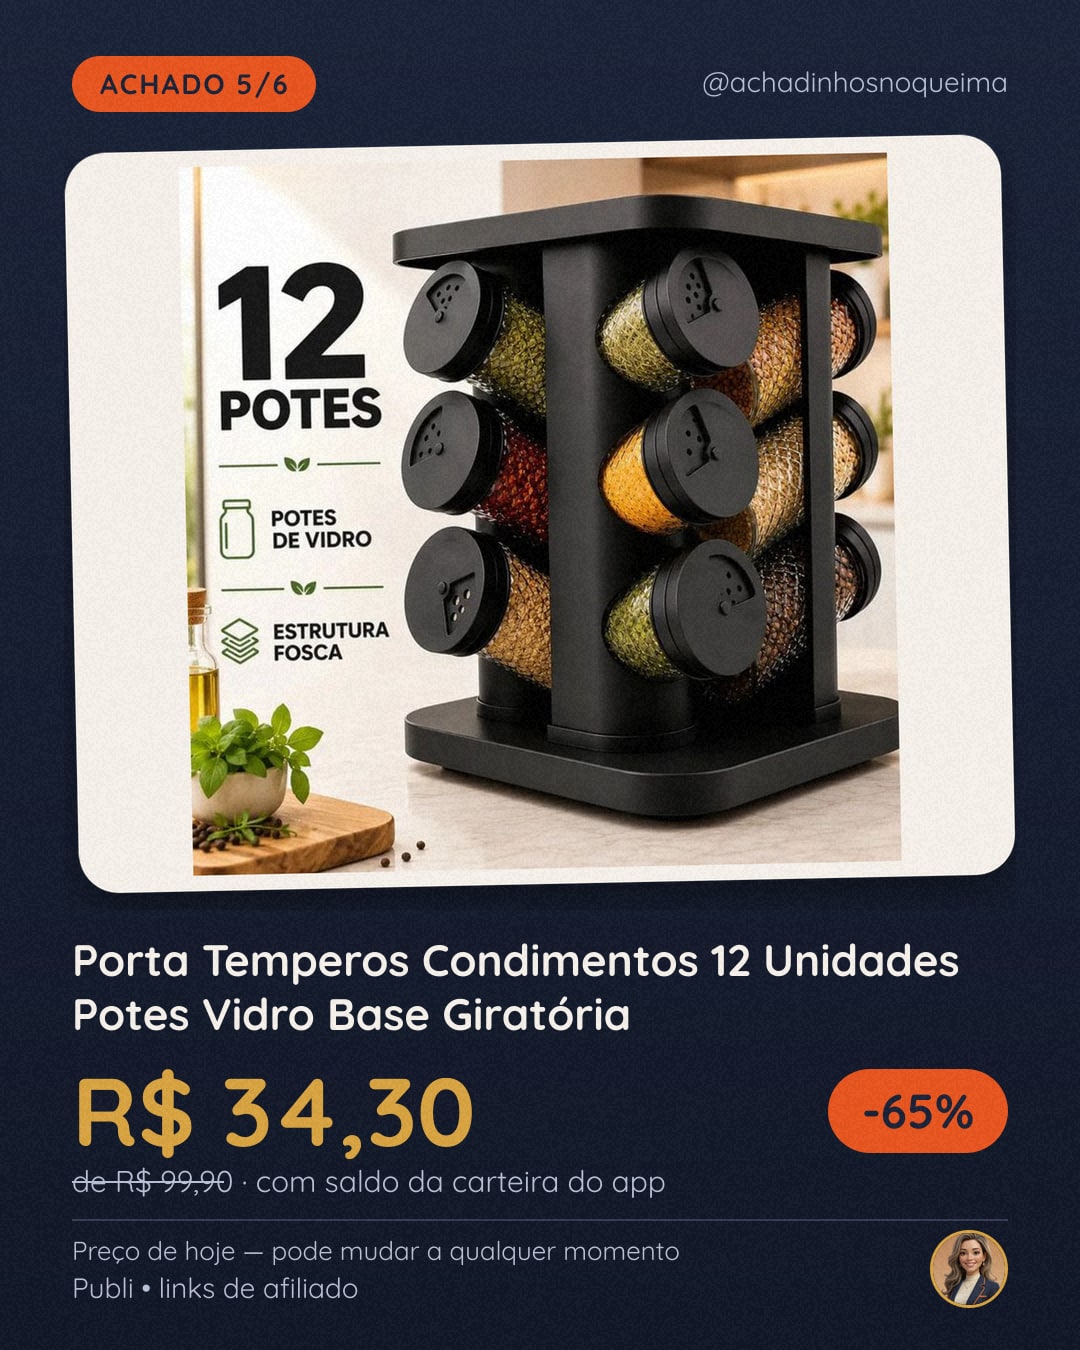 ACHADO 5/6
@achadinhosnoqueima
12
POTES
POTES
DE VIDRO
ESTRUTURA
FOSCA
Porta Temperos Condimentos 12 Unidades
Potes Vidro Base Giratória
R$ 34,30
-65%
de R$ 99,90 · com saldo da carteira do app
Preço de hoje — pode mudar a qualquer momento
Publi • links de afiliado